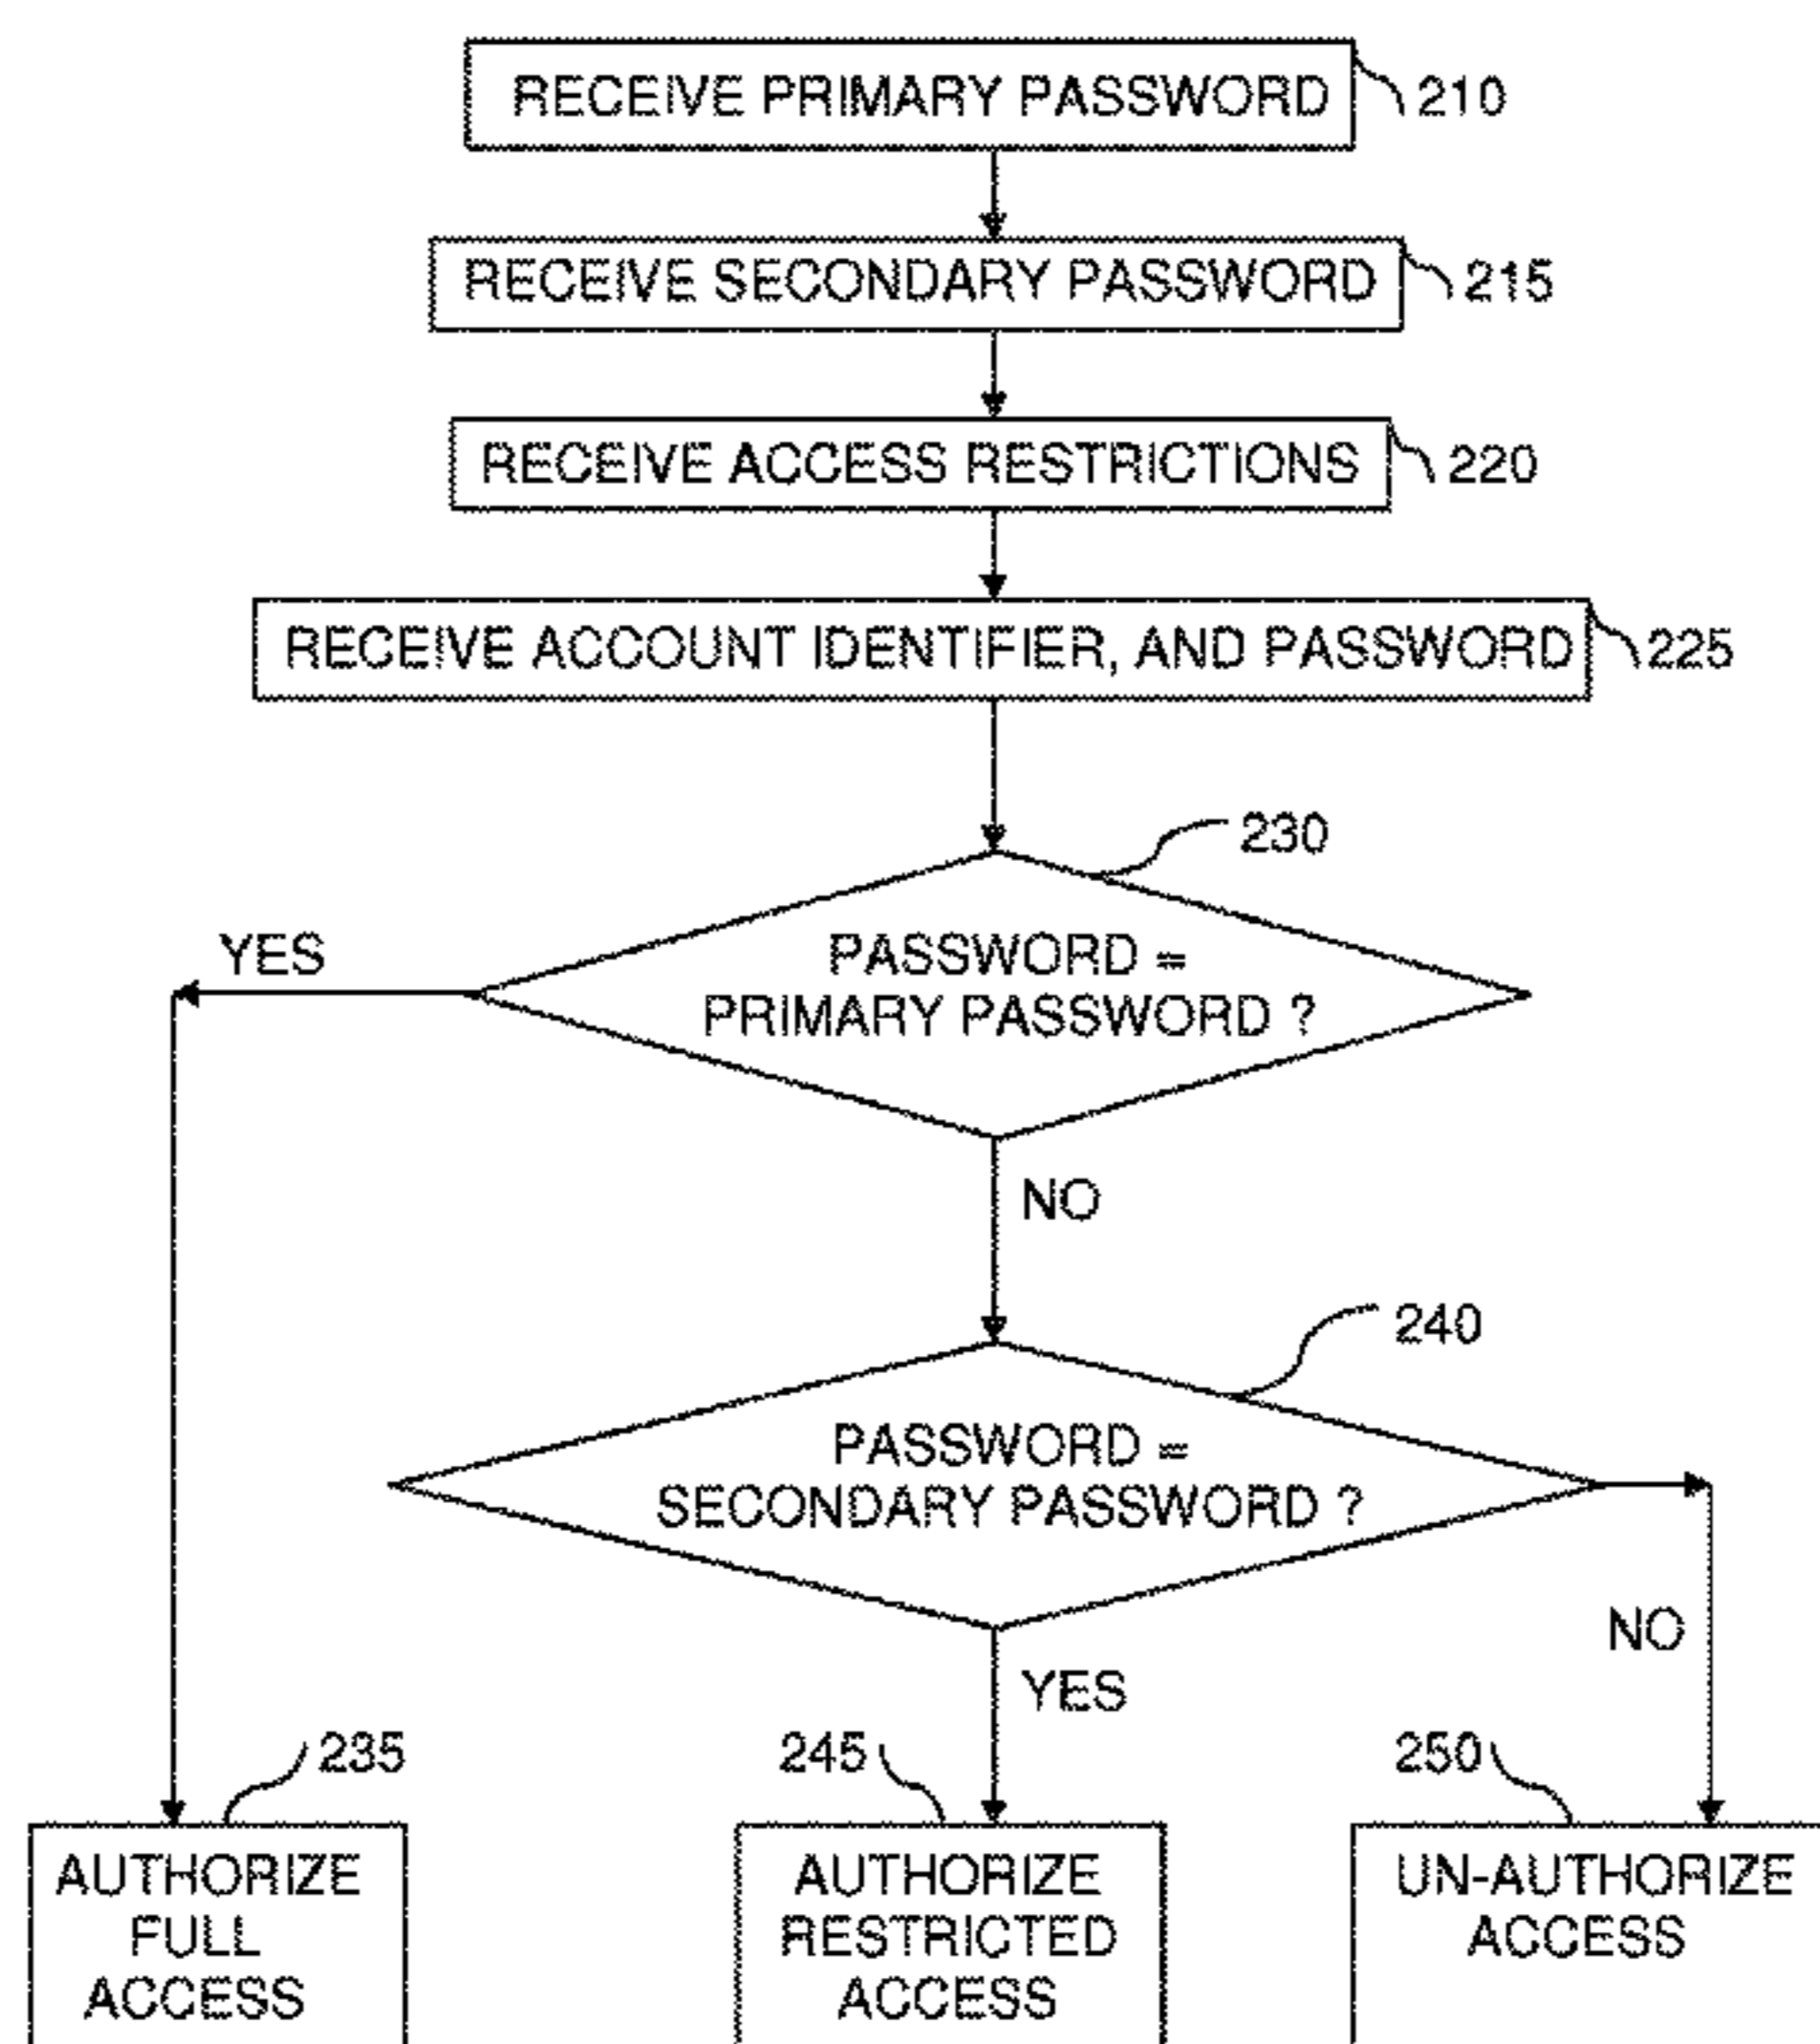 RECEIVE PRIMARY PASSWORD
210
RECEIVE SECONDARY PASSWORD
215
RECEIVE ACCESS RESTRICTIONS
220
RECEIVE ACCOUNT IDENTIFIER, AND PASSWORD
225
230
PASSWORD =
PRIMARY PASSWORD ?
YES
NO
240
PASSWORD =
SECONDARY PASSWORD ?
NO
YES
235
245
250
AUTHORIZE
FULL
ACCESS
AUTHORIZE
RESTRICTED
ACCESS
UN-AUTHORIZE
ACCESS